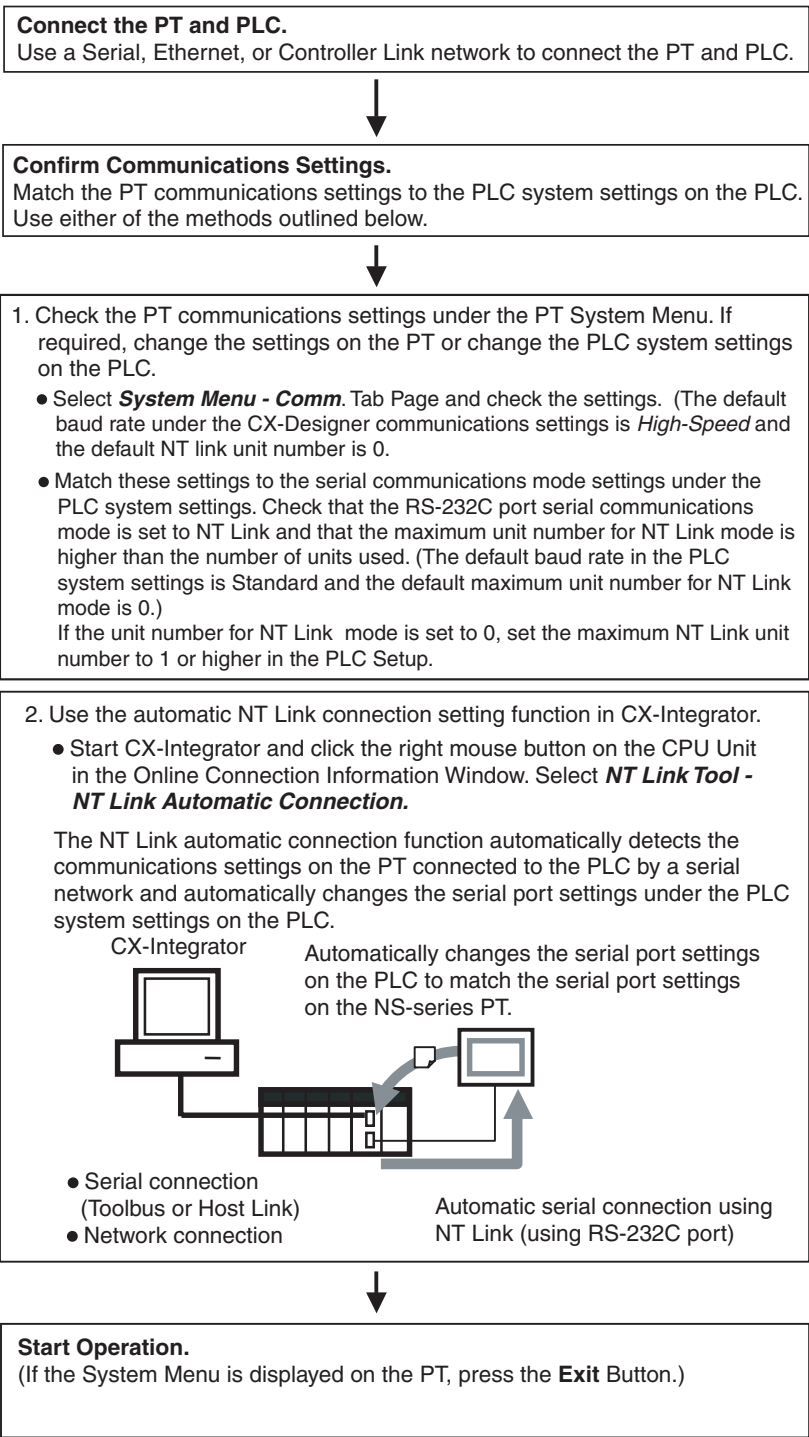 Connect the PT and PLC.
Use a Serial, Ethernet, or Controller Link network to connect the PT and PLC.
Confirm Communications Settings.
Match the PT communications settings to the PLC system settings on the PLC.
Use either of the methods outlined below.
1. Check the PT communications settings under the PT System Menu. If
required, change the settings on the PT or change the PLC system settings
on the PLC.
● Select System Menu - Comm. Tab Page and check the settings. (The default
baud rate under the CX-Designer communications settings is High-Speed and
the default NT link unit number is 0.
● Match these settings to the serial communications mode settings under the
PLC system settings. Check that the RS-232C port serial communications
mode is set to NT Link and that the maximum unit number for NT Link mode is
higher than the number of units used. (The default baud rate in the PLC
system settings is Standard and the default maximum unit number for NT Link
mode is 0.)
If the unit number for NT Link mode is set to 0, set the maximum NT Link unit
number to 1 or higher in the PLC Setup.
2. Use the automatic NT Link connection setting function in CX-Integrator.
● Start CX-Integrator and click the right mouse button on the CPU Unit
in the Online Connection Information Window. Select NT Link Tool -
NT Link Automatic Connection.
The NT Link automatic connection function automatically detects the
communications settings on the PT connected to the PLC by a serial
network and automatically changes the serial port settings under the PLC
system settings on the PLC.
CX-Integrator
Automatically changes the serial port settings
on the PLC to match the serial port settings
on the NS-series PT.
● Serial connection
(Toolbus or Host Link)
● Network connection
Automatic serial connection using
NT Link (using RS-232C port)
Start Operation.
(If the System Menu is displayed on the PT, press the Exit Button.)